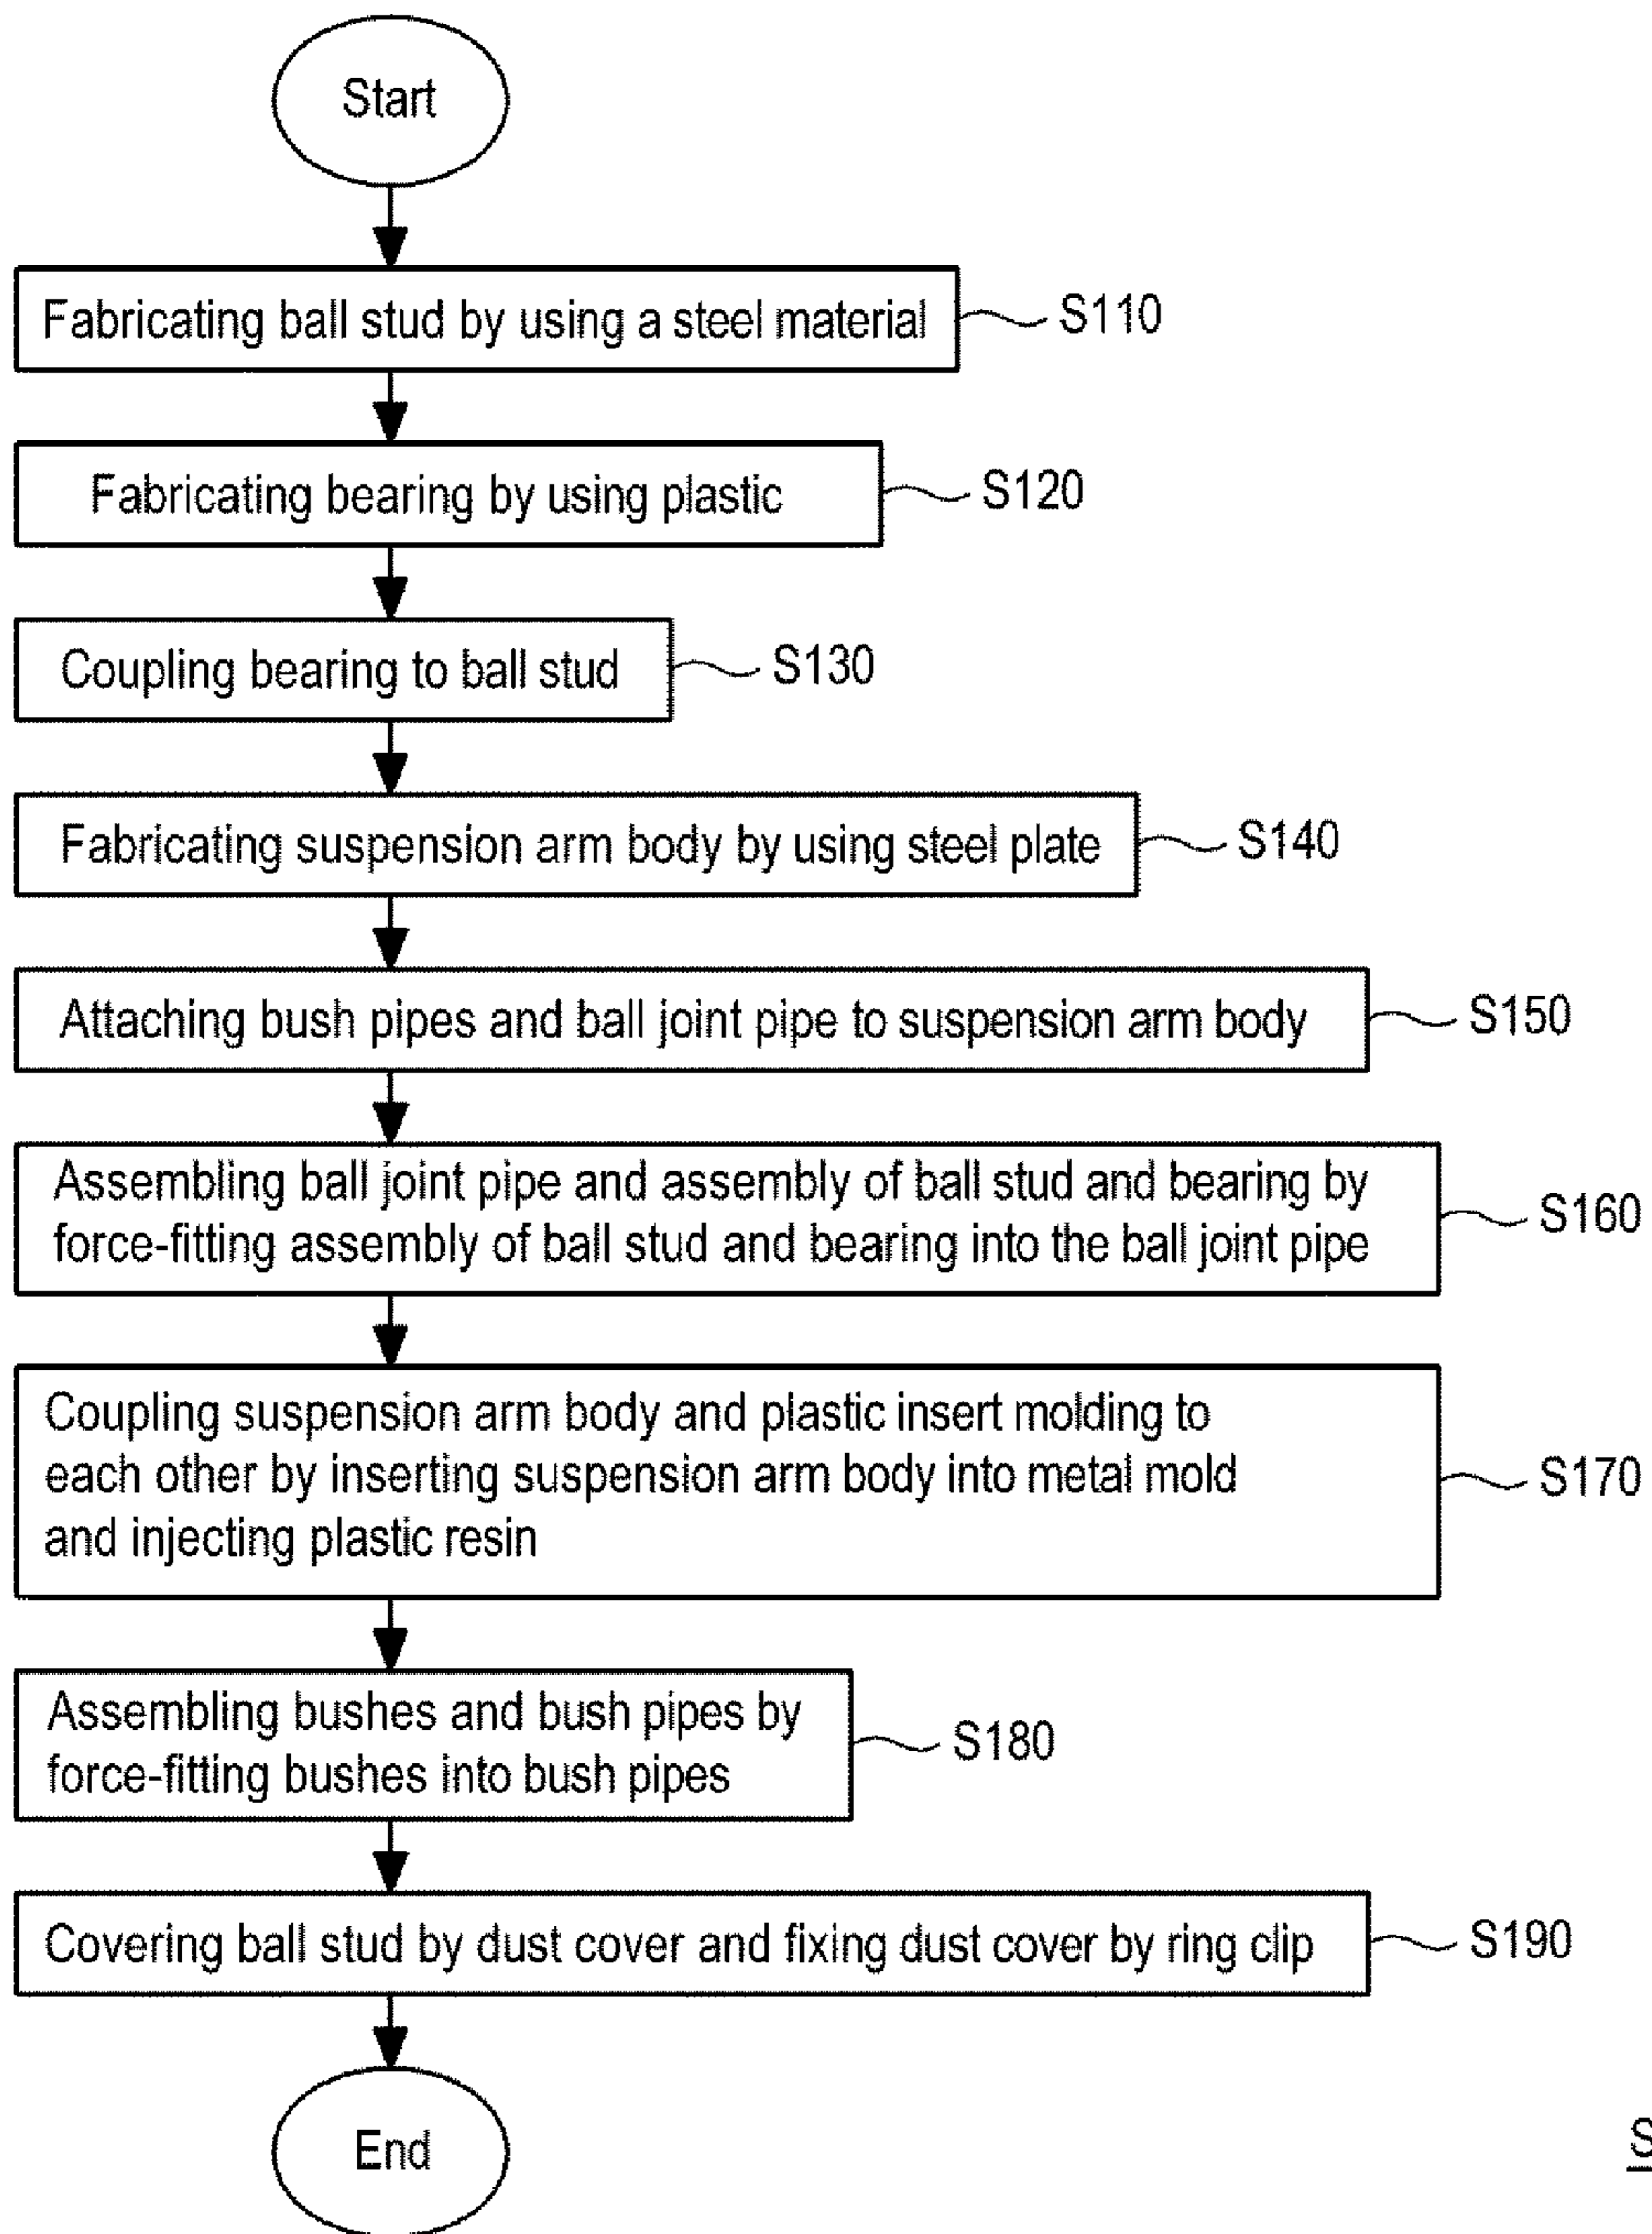 Start
Fabricating ball stud by using a steel material
S110
Fabricating bearing by using plastic
S120
Coupling bearing to ball stud
S130
Fabricating suspension arm body by using steel plate
S140
Attaching bush pipes and ball joint pipe to suspension arm body
S150
Assembling ball joint pipe and assembly of ball stud and bearing by
force-fitting assembly of ball stud and bearing into the ball joint pipe
S160
Coupling suspension arm body and plastic insert molding to
each other by inserting suspension arm body into metal mold
and injecting plastic resin
S170
Assembling bushes and bush pipes by
force-fitting bushes into bush pipes
S180
Covering ball stud by dust cover and fixing dust cover by ring clip
S190
End